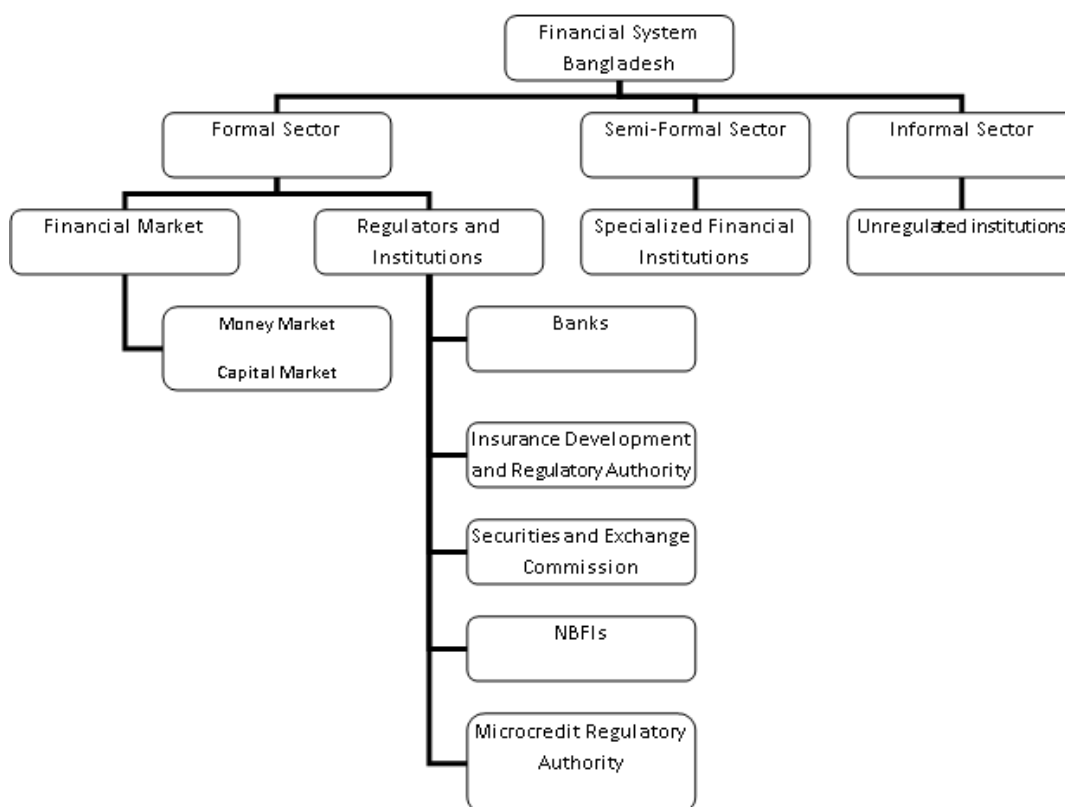 Financial System
Bangladesh
Formal Sector
Semi-Formal Sector
Informal Sector
Financial Market
Regulators and
Institutions
Specialized Financial
Institutions
Unregulated institutions
Money Market
Capital Market
Banks
Insurance Development
and Regulatory Authority
Securities and Exchange
Commission
NBFIs
Microcredit Regulatory
Authority